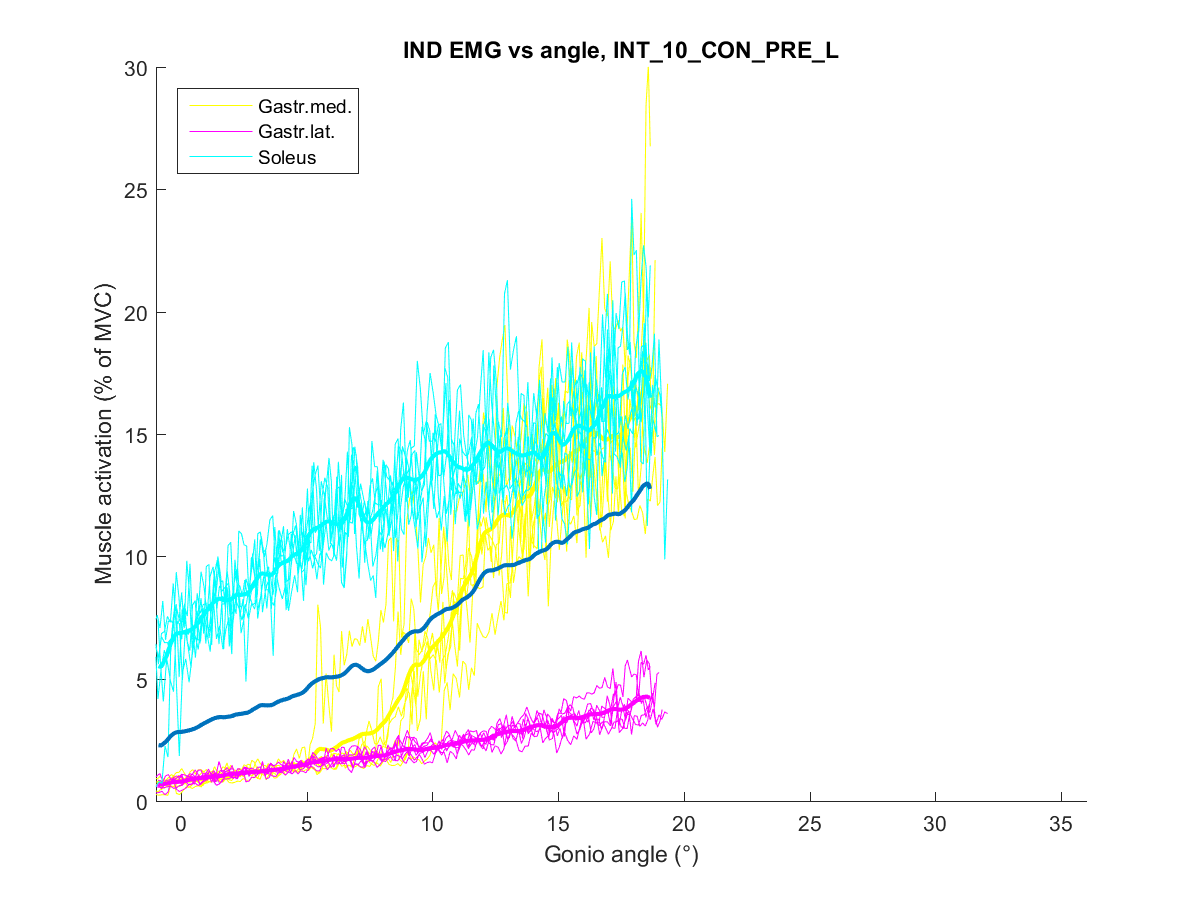 IND EMG vs angle, INT_10_CON_PRE_L
30
Gastr.med.
Gastr.lat.
Soleus
25
20
15
10
5
0
Muscle activation (% of MVC)
0 5 10 15 20 25 30 35
Gonio angle (°)